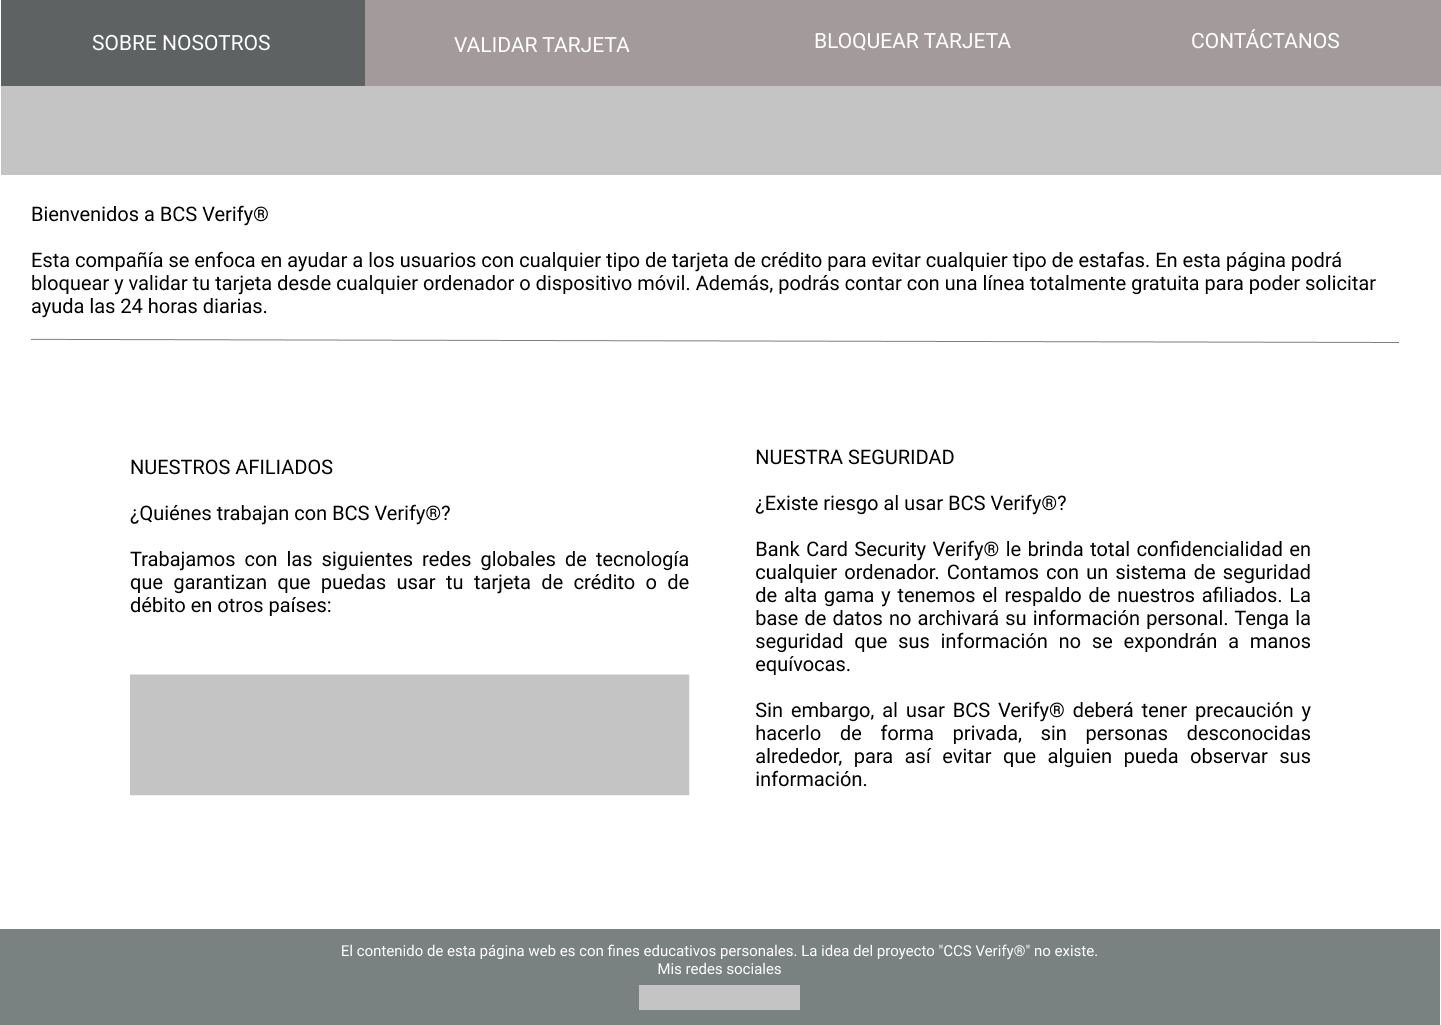 SOBRE NOSOTROS
VALIDAR TARJETA
BLOQUEAR TARJETA
CONTÁCTANOS
Bienvenidos a BCS Verify®
Esta compañía se enfoca en ayudar a los usuarios con cualquier tipo de tarjeta de crédito para evitar cualquier tipo de estafas. En esta página podrá
bloquear y validar tu tarjeta desde cualquier ordenador o dispositivo móvil. Además, podrás contar con una línea totalmente gratuita para poder solicitar
ayuda las 24 horas diarias.
NUESTROS AFILIADOS
¿Quiénes trabajan con BCS Verify®?
Trabajamos con las siguientes redes globales de tecnología
que garantizan que puedas usar tu tarjeta de crédito o de
débito en otros países:
NUESTRA SEGURIDAD
¿Existe riesgo al usar BCS Verify®?
Bank Card Security Verify® le brinda total confidencialidad en
cualquier ordenador. Contamos con un sistema de seguridad
de alta gama y tenemos el respaldo de nuestros afiliados. La
base de datos no archivará su información personal. Tenga la
seguridad que sus información no se expondrán a manos
equívocas.
Sin embargo, al usar BCS Verify® deberá tener precaución y
hacerlo de forma privada, sin personas desconocidas
alrededor, para así evitar que alguien pueda observar sus
información.
El contenido de esta página web es con fines educativos personales. La idea del proyecto "CCS Verify®" no existe.
Mis redes sociales